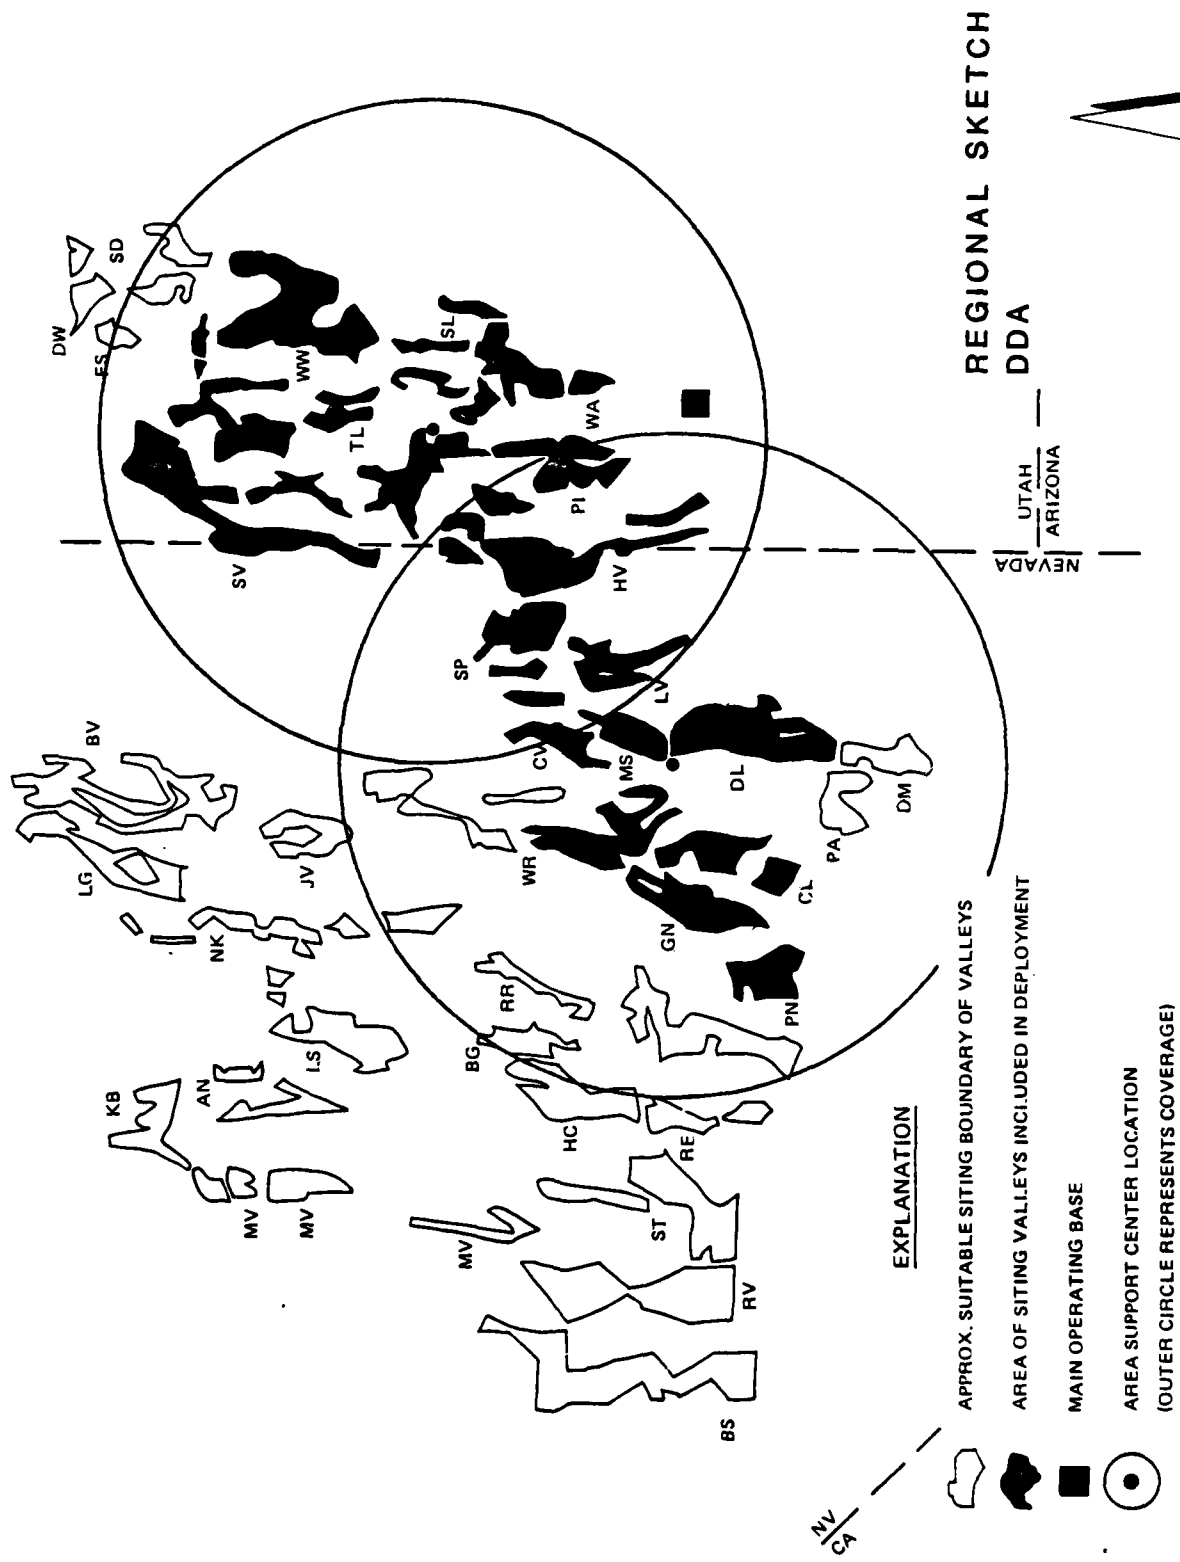 REGIONAL SKETCH
DDA
KB
AN
MV
MV
LS
NK
LG
BV
JV
MV
BG
RR
HC
RE
ST
RV
BS
WR
GN
PN
CL
PA
DM
DL
MS
CV
LV
SP
HV
SV
PI
TL
WA
WW
SL
ES
DW
SD
NEVADA
UTAH
ARIZONA
NV
CA
EXPLANATION
APPROX. SUITABLE SITING BOUNDARY OF VALLEYS
AREA OF SITING VALLEYS INCLUDED IN DEPLOYMENT
MAIN OPERATING BASE
AREA SUPPORT CENTER LOCATION
(OUTER CIRCLE REPRESENTS COVERAGE)